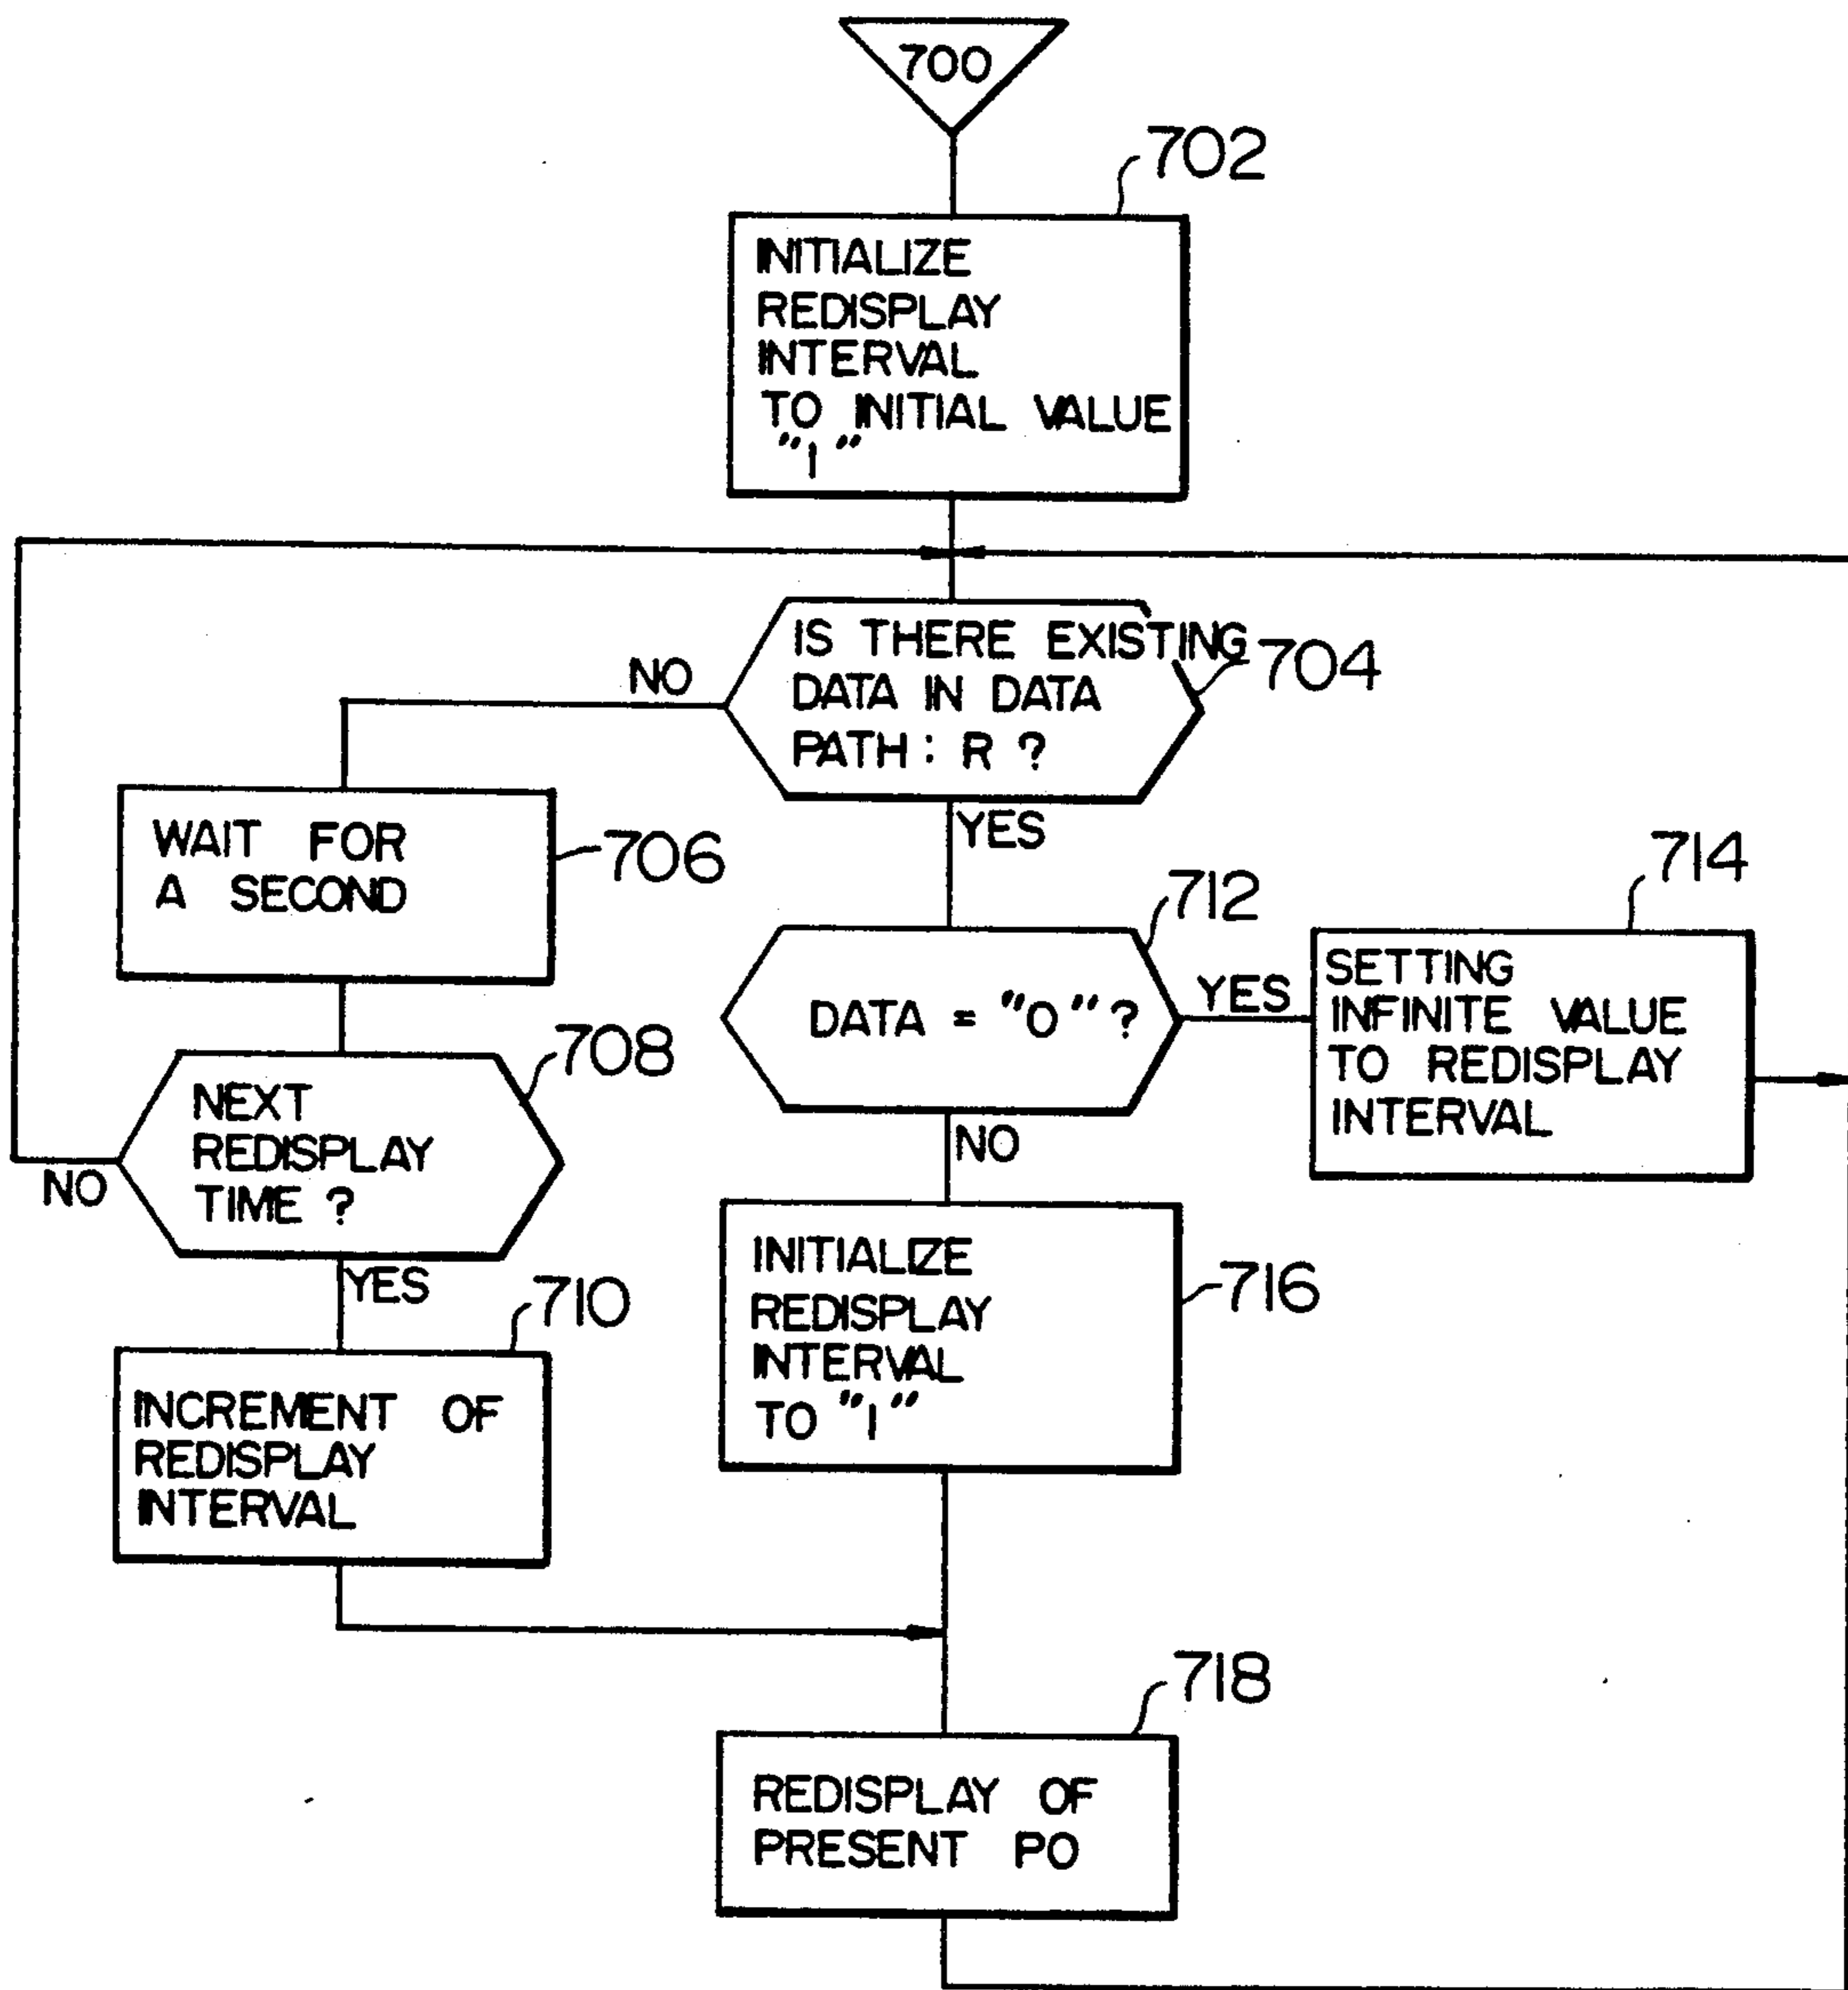 700
702
INITIALIZE
REDISPLAY
INTERVAL
TO INITIAL VALUE
"1"
IS THERE EXISTING
DATA IN DATA
PATH : R ?
704
NO
YES
WAIT FOR
A SECOND
706
712
DATA = "0" ?
YES
NO
714
SETTING
INFINITE VALUE
TO REDISPLAY
INTERVAL
708
NEXT
REDISPLAY
TIME ?
NO
YES
710
INCREMENT OF
REDISPLAY
INTERVAL
INITIALIZE
REDISPLAY
INTERVAL
TO "1"
716
718
REDISPLAY OF
PRESENT PO